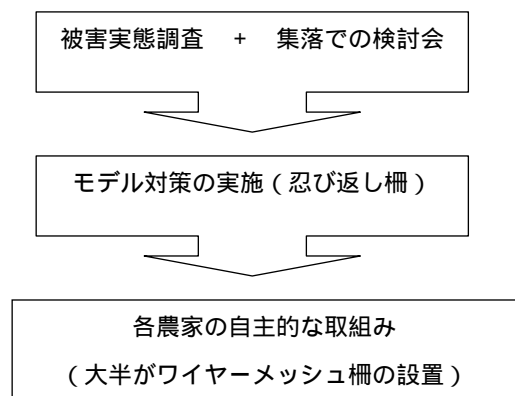 被害実態調査 + 集落での検討会
モデル対策の実施(忍び返し柵)
各農家の自主的な取組み
(大半がワイヤーメッシュ柵の設置)